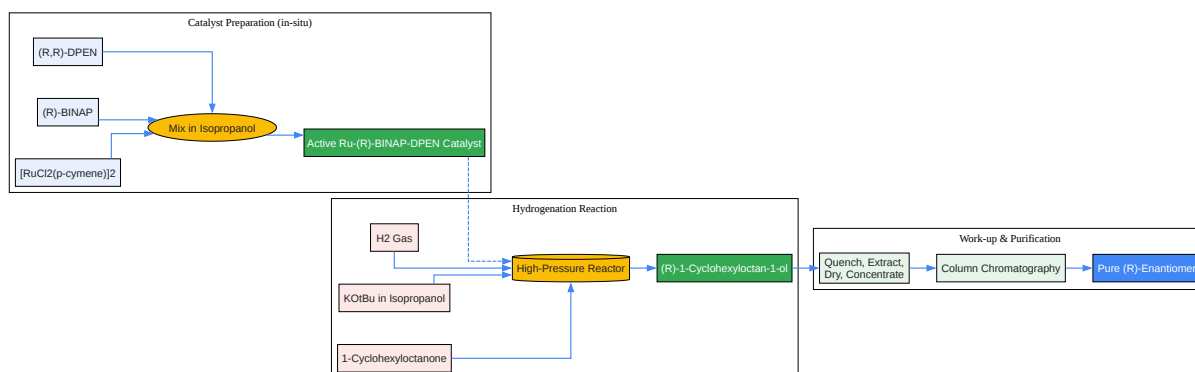 Catalyst Preparation (in-situ)
(R,R)-DPEN
(R)-BINAP
[RuCl2(p-cymene)]2
Mix in Isopropanol
Active Ru-(R)-BINAP-DPEN Catalyst
Hydrogenation Reaction
H2 Gas
KOtBu in Isopropanol
1-Cyclohexyloctanone
High-Pressure Reactor
(R)-1-Cyclohexyloctan-1-ol
Work-up & Purification
Quench, Extract,
Dry, Concentrate
Column Chromatography
Pure (R)-Enantiomer